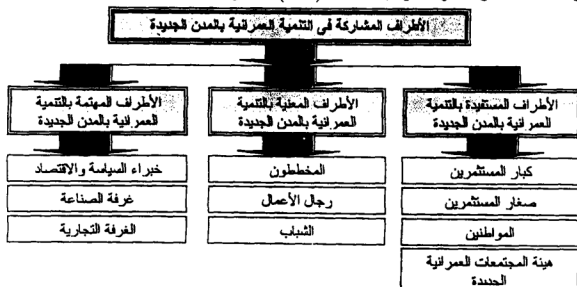 الأطراف المشاركة فى التنمية العمرانية بالمدن الجديدة
الأطراف المستفيدة بالتنمية
العمرانية بالمدن الجديدة
كبار المستثمرين
صغار المستثمرين
المواطنين
هيئة المجتمعات العمرانية
الجديدة
الأطراف المعنية بالتنمية
العمرانية بالمدن الجديدة
المخططون
رجال الأعمال
الشباب
الأطراف المهتمة بالتنمية
العمرانية بالمدن الجديدة
خبراء السياسة والاقتصاد
غرفة الصناعة
الغرفة التجارية